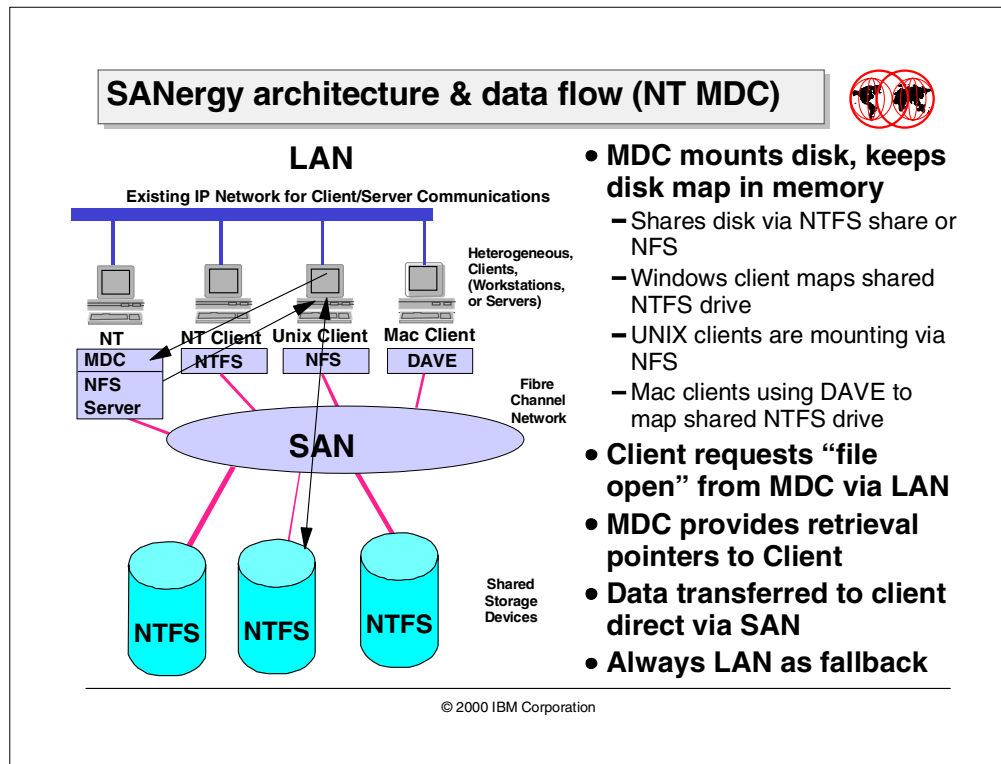 SANergy architecture & data flow (NT MDC)
LAN
Existing IP Network for Client/Server Communications
Heterogeneous,
Clients,
(Workstations,
or Servers)
NT
NT Client
Unix Client
Mac Client
MDC
NFS
Server
NTFS
NFS
DAVE
Fibre
Channel
Network
SAN
NTFS
NTFS
NTFS
Shared
Storage
Devices
• MDC mounts disk, keeps
disk map in memory
– Shares disk via NTFS share or
NFS
– Windows client maps shared
NTFS drive
– UNIX clients are mounting via
NFS
– Mac clients using DAVE to
map shared NTFS drive
• Client requests “file
open” from MDC via LAN
• MDC provides retrieval
pointers to Client
• Data transferred to client
direct via SAN
• Always LAN as fallback
© 2000 IBM Corporation